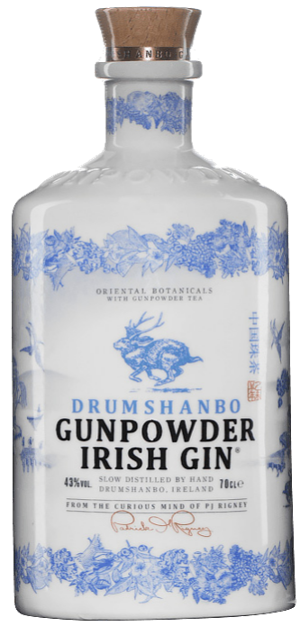 RANBO
ORIENTAL BOTANICALS
WITH GUNPOWDER TEA
DRUMSHANBO
GUNPOWDER
IRISH GIN®
43%VOL. SLOW DISTILLED BY HAND 70CL℮
DRUMSHANBO, IRELAND
FROM THE CURIOUS MIND OF PJ RIGNEY